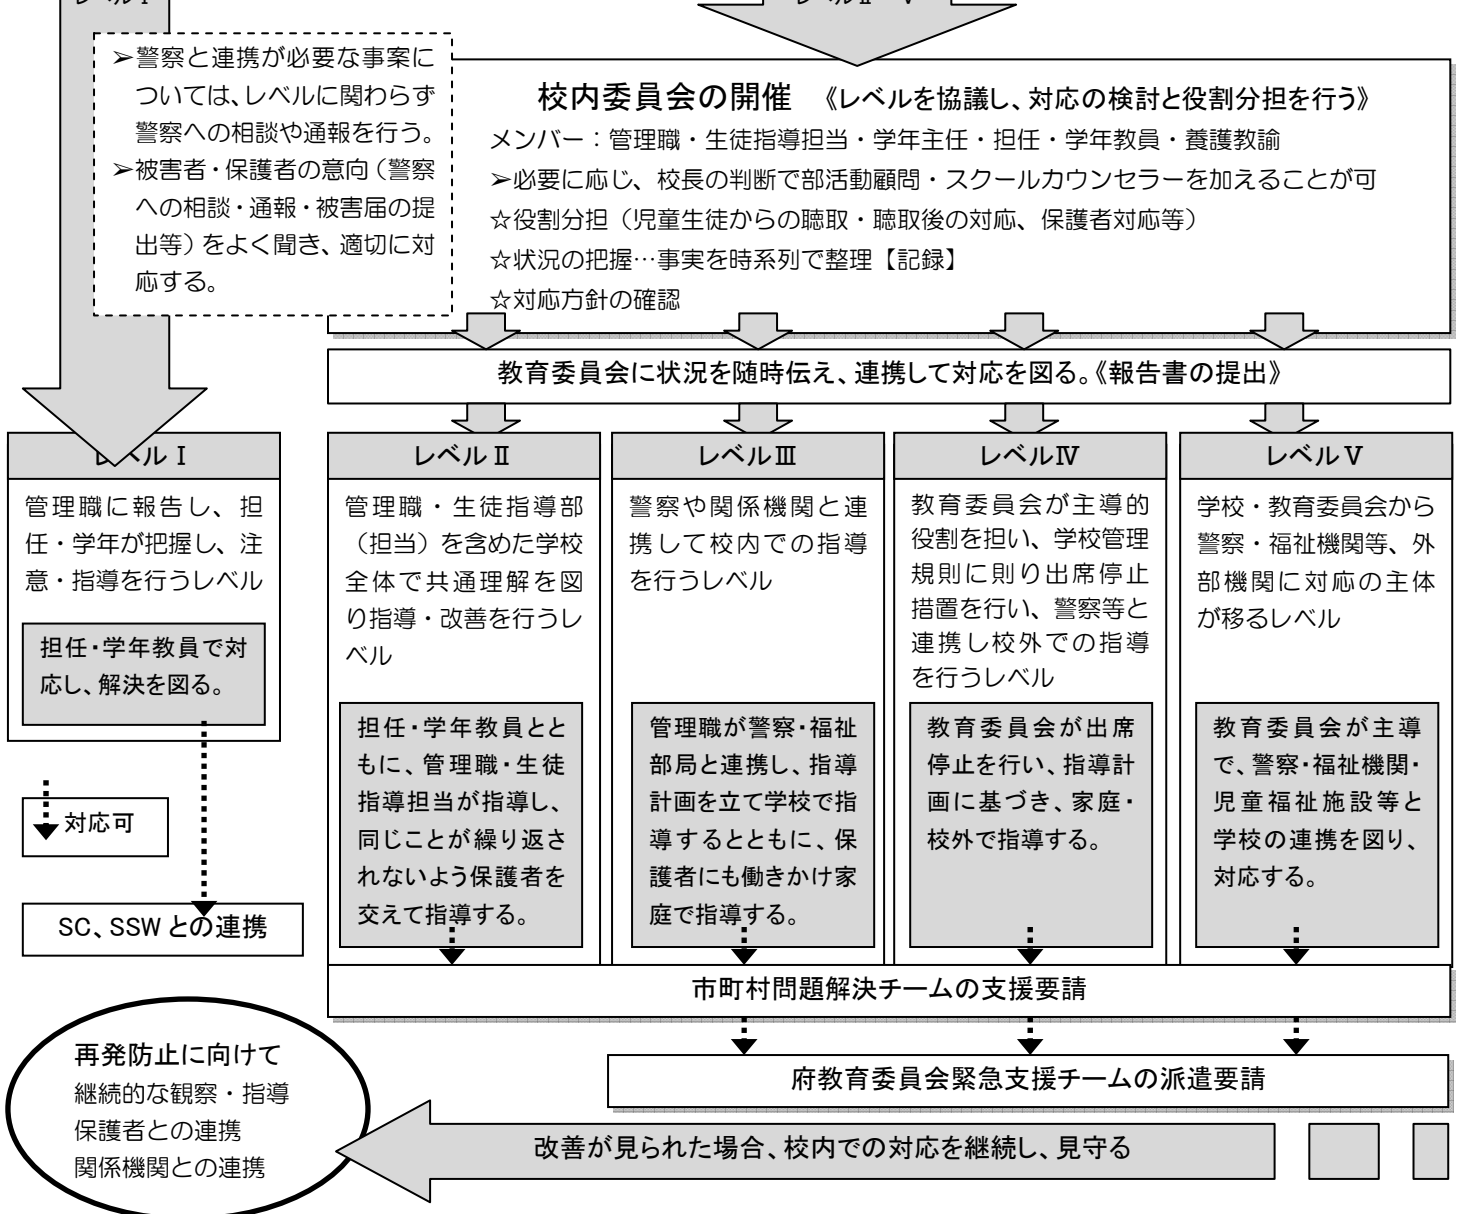 ➢警察と連携が必要な事案に
ついては、レベルに関わらず
警察への相談や通報を行う。
➢被害者・保護者の意向（警察
への相談・通報・被害届の提
出等）をよく聞き、適切に対
応する。
校内委員会の開催　《レベルを協議し、対応の検討と役割分担を行う》
メンバー：管理職・生徒指導担当・学年主任・担任・学年教員・養護教諭
➢必要に応じ、校長の判断で部活動顧問・スクールカウンセラーを加えることが可
☆役割分担（児童生徒からの聴取・聴取後の対応、保護者対応等）
☆状況の把握…事実を時系列で整理【記録】
☆対応方針の確認
教育委員会に状況を随時伝え、連携して対応を図る。《報告書の提出》
レベルⅠ
管理職に報告し、担
任・学年が把握し、注
意・指導を行うレベル
担任・学年教員で対
応し、解決を図る。
対応可
SC、SSWとの連携
レベルⅡ
管理職・生徒指導部
（担当）を含めた学校
全体で共通理解を図
り指導・改善を行うレ
ベル
担任・学年教員とと
もに、管理職・生徒
指導担当が指導し、
同じことが繰り返さ
れないよう保護者を
交えて指導する。
レベルⅢ
警察や関係機関と連
携して校内での指導
を行うレベル
管理職が警察・福祉
部局と連携し、指導
計画を立て学校で指
導するとともに、保
護者にも働きかけ家
庭で指導する。
レベルⅣ
教育委員会が主導的
役割を担い、学校管理
規則に則り出席停止
措置を行い、警察等と
連携し校外での指導
を行うレベル
教育委員会が出席
停止を行い、指導計
画に基づき、家庭・
校外で指導する。
レベルⅤ
学校・教育委員会から
警察・福祉機関等、外
部機関に対応の主体
が移るレベル
教育委員会が主導
で、警察・福祉機関・
児童福祉施設等と
学校の連携を図り、
対応する。
市町村問題解決チームの支援要請
府教育委員会緊急支援チームの派遣要請
再発防止に向けて
継続的な観察・指導
保護者との連携
関係機関との連携
改善が見られた場合、校内での対応を継続し、見守る